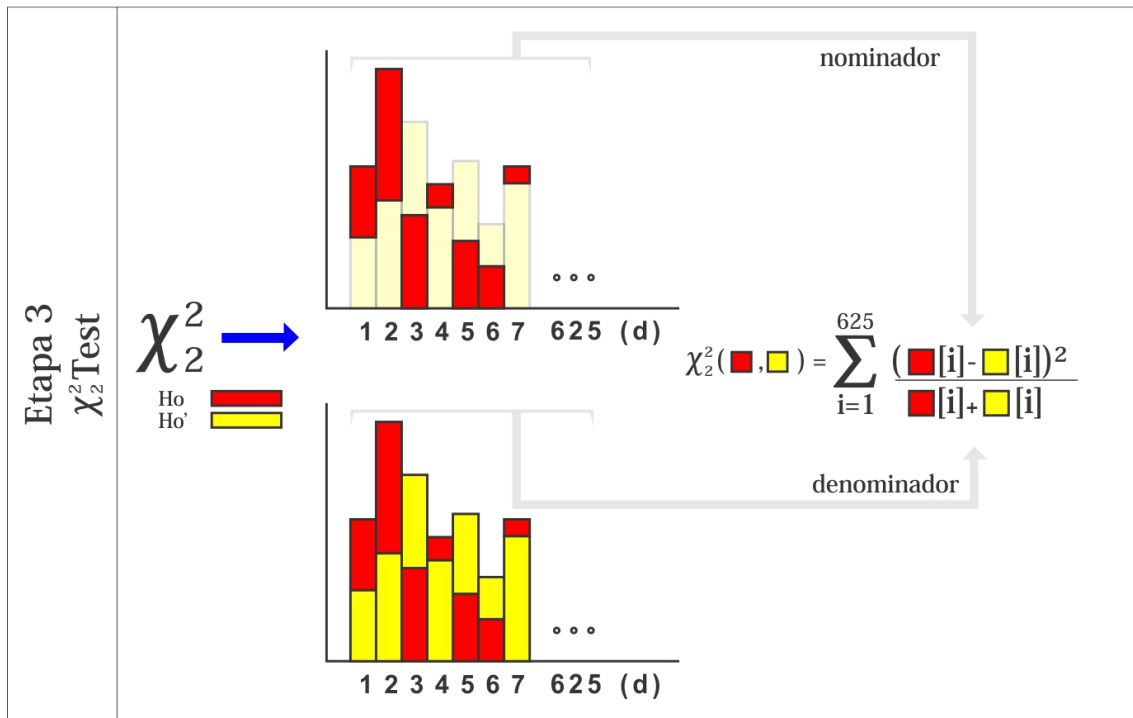 Etapa 3
χ₂²Test
χ₂²
Ho
Ho'
1 2 3 4 5 6 7 °°° 625 (d)
nominador
χ₂²(■,■) = 625 ∑ i=1 (■[i]-■[i])² / ■[i]+■[i]
denominador
1 2 3 4 5 6 7 °°° 625 (d)